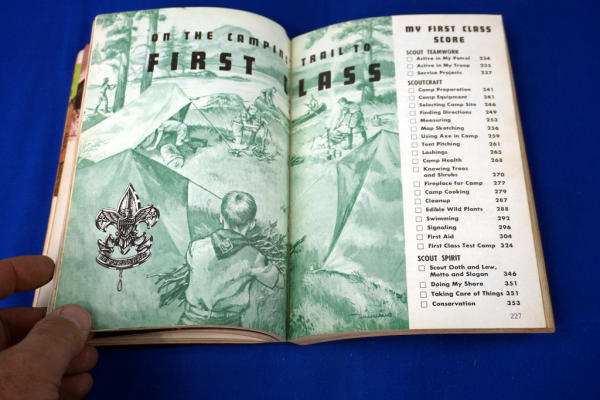 ON THE CAMPING TRAIL TO
FIRST CLASS
MY FIRST CLASS
SCORE
SCOUT TEAMWORK
Active in My Patrol 234
Active in My Troop 235
Service Projects 237
SCOUTCRAFT
Camp Preparation 241
Camp Equipment 241
Selecting Camp Site 246
Finding Directions 249
Measuring 253
Map Sketching 256
Using Axe in Camp 259
Tent Pitching 261
Lashings 265
Camp Health 268
Knowing Trees
and Shrubs 270
Fireplace for Camp 277
Camp Cooking 279
Cleanup 287
Edible Wild Plants 288
Swimming 292
Signaling 296
First Aid 304
First Class Test Camp 324
SCOUT SPIRIT
Scout Oath and Law,
Motto and Slogan 346
Doing My Share 351
Taking Care of Things 351
Conservation 353
227